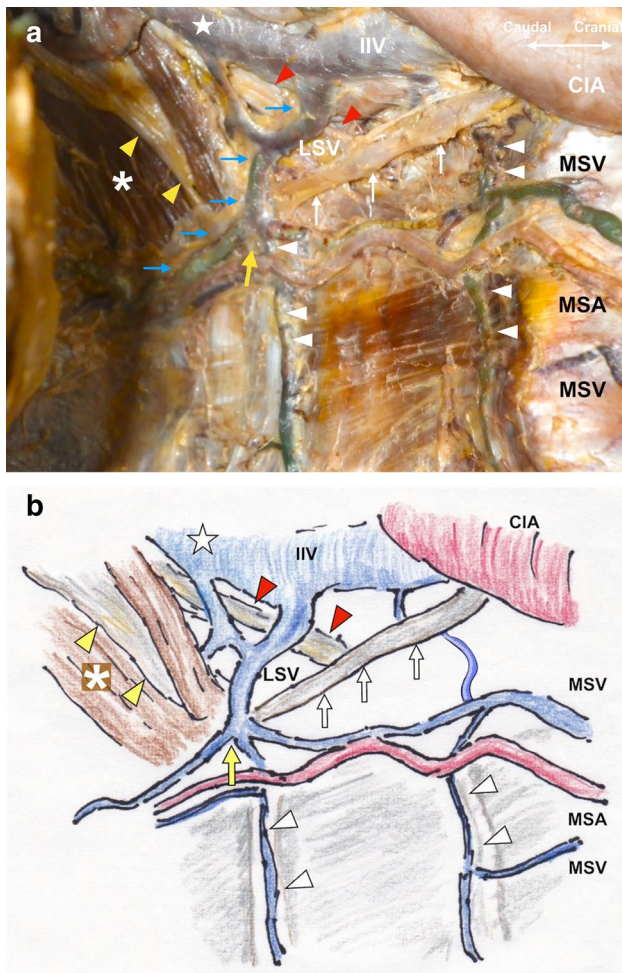 a
IIV
Caudal
Cranial
CIA
LSV
MSV
*
MSA
MSV
b
CIA
IIV
*
LSV
MSV
MSA
MSV